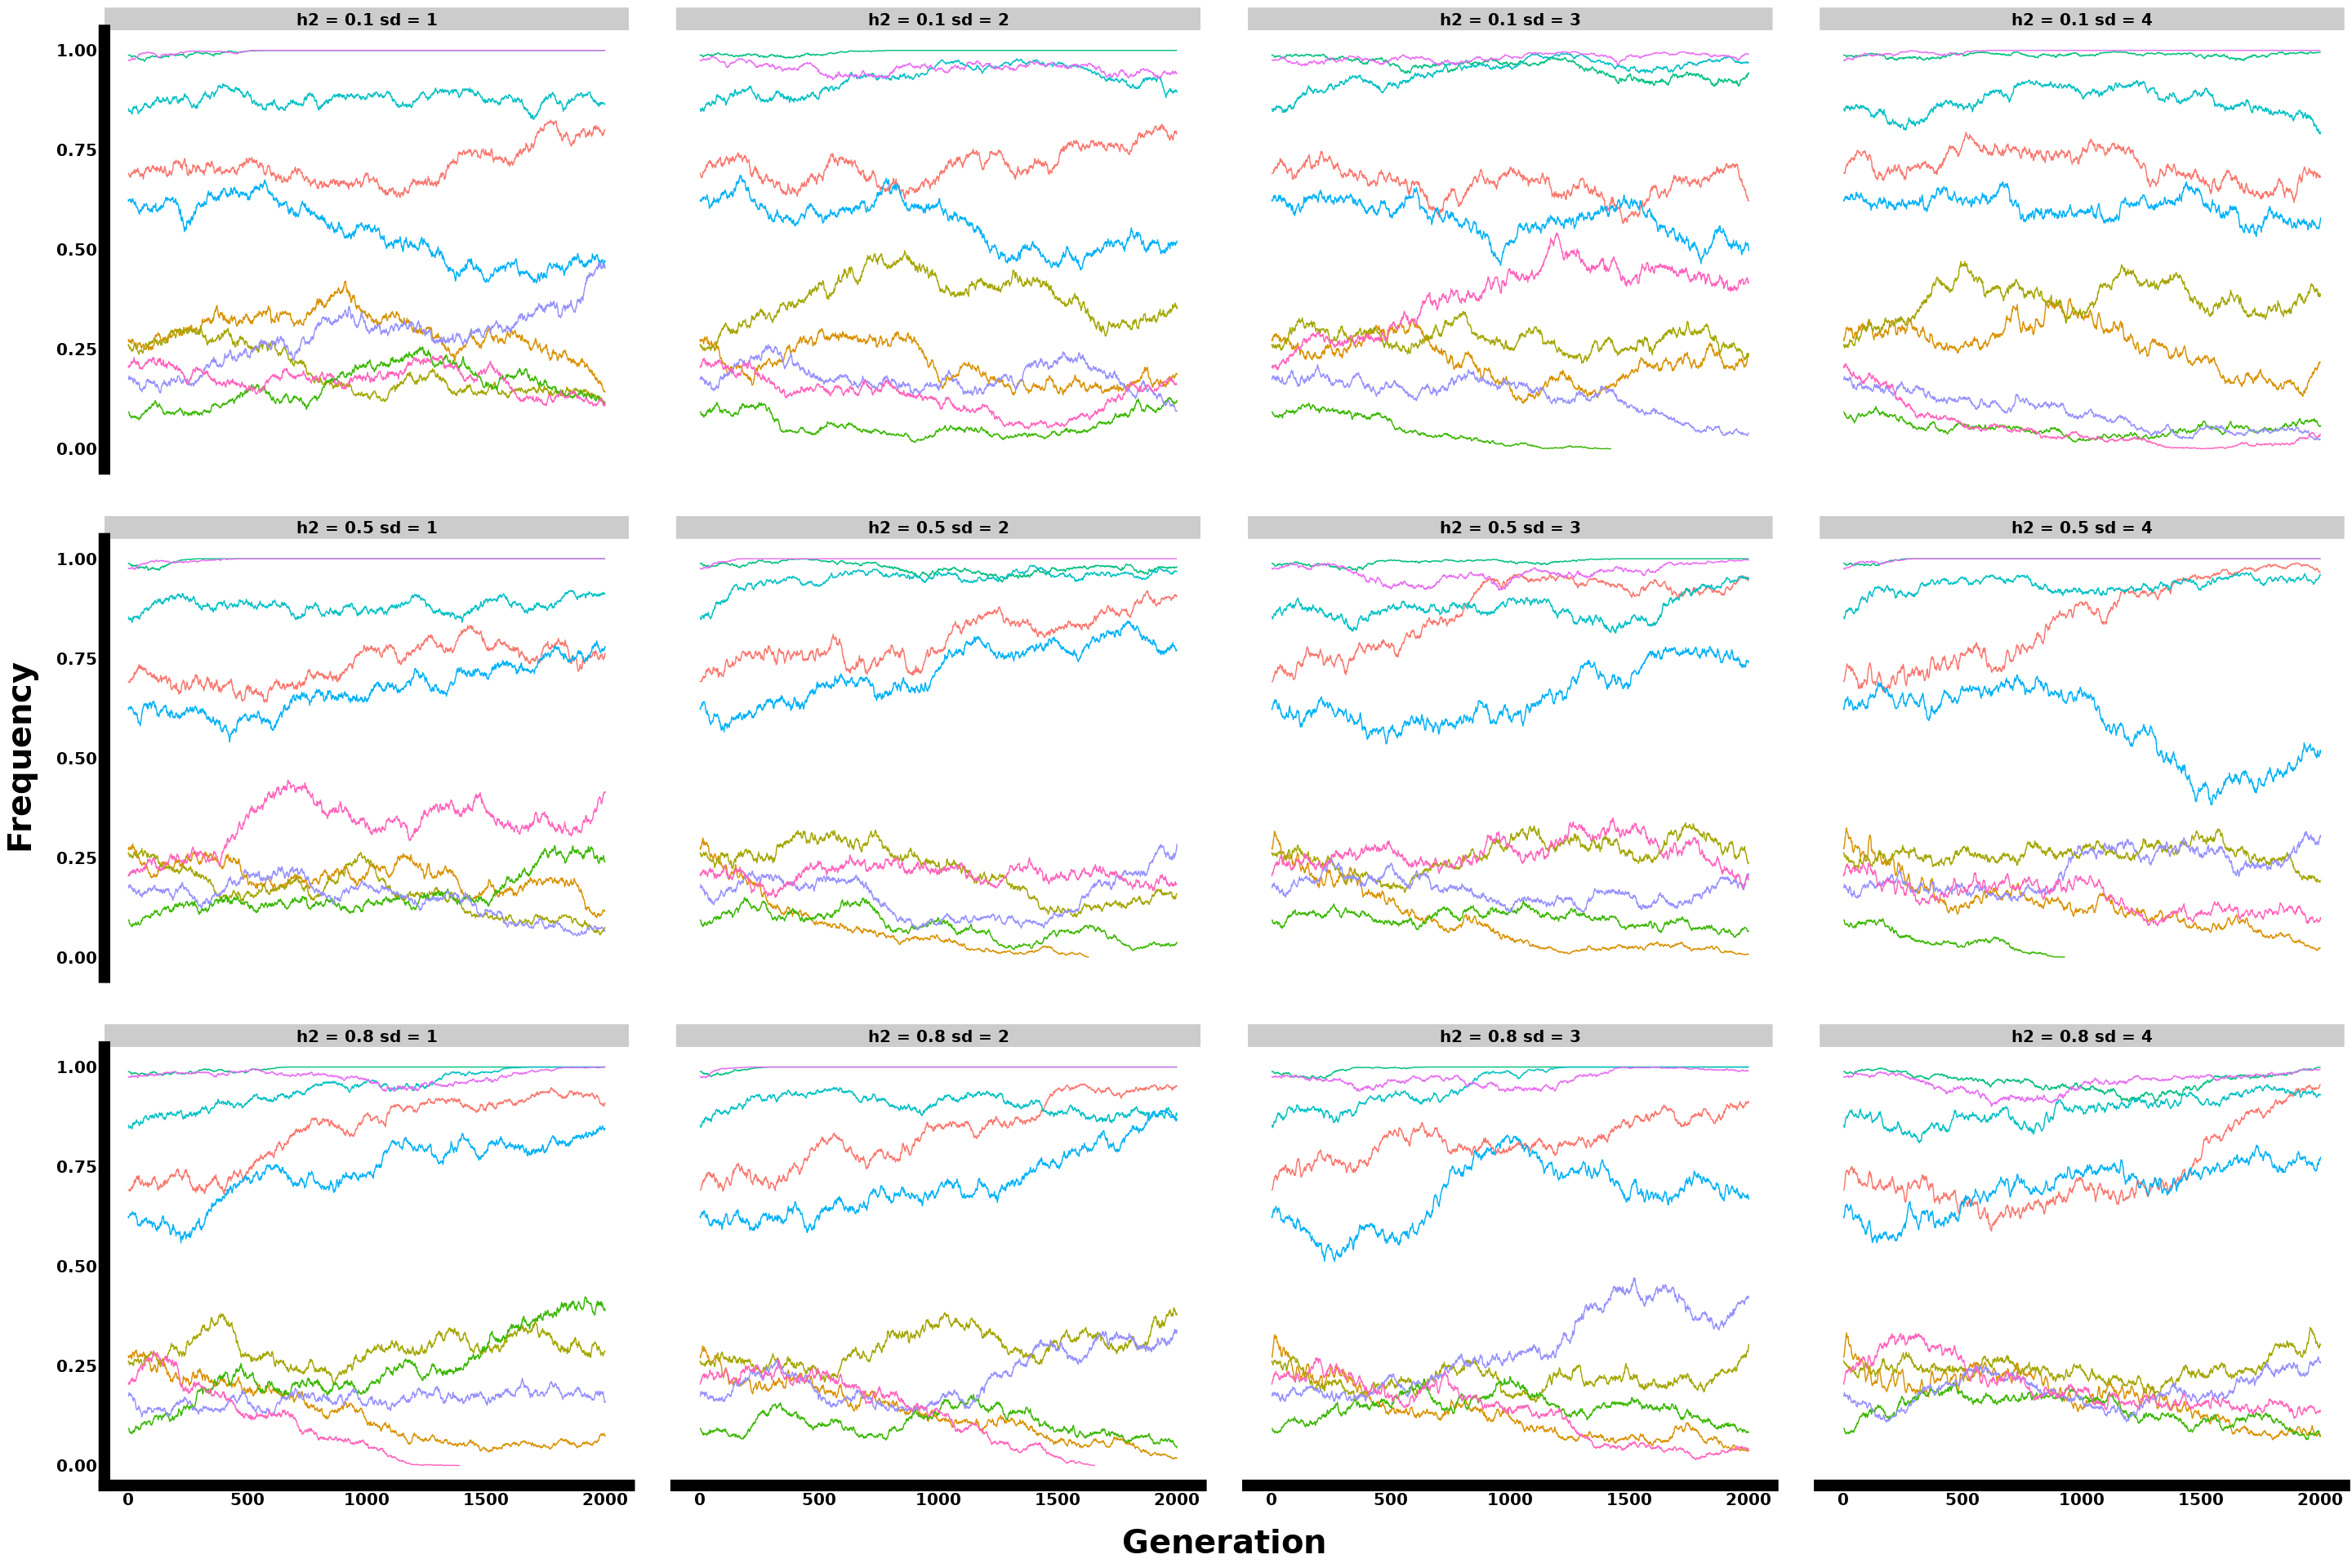 h2 = 0.1 sd = 1
h2 = 0.1 sd = 2
h2 = 0.1 sd = 3
h2 = 0.1 sd = 4
1.00
0.75
0.50
0.25
0.00
h2 = 0.5 sd = 1
h2 = 0.5 sd = 2
h2 = 0.5 sd = 3
h2 = 0.5 sd = 4
1.00
0.75
0.50
0.25
0.00
Frequency
h2 = 0.8 sd = 1
h2 = 0.8 sd = 2
h2 = 0.8 sd = 3
h2 = 0.8 sd = 4
1.00
0.75
0.50
0.25
0.00
0 500 1000 1500 2000
0 500 1000 1500 2000
0 500 1000 1500 2000
0 500 1000 1500 2000
Generation